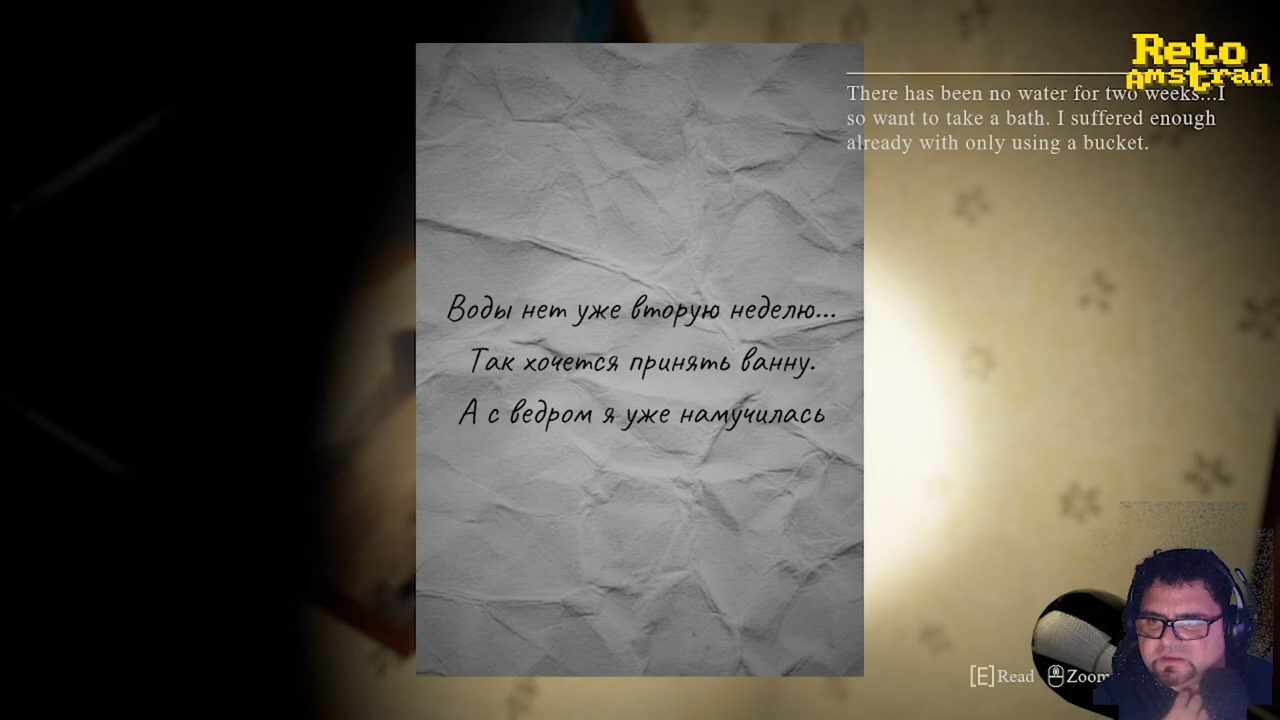 Reto
Amstrad
There has been no water for two weeks...I
so want to take a bath. I suffered enough
already with only using a bucket.
Воды нет уже вторую неделю...
Так хочется принять ванну.
А с ведром я уже намучилась
[E]Read Zoom